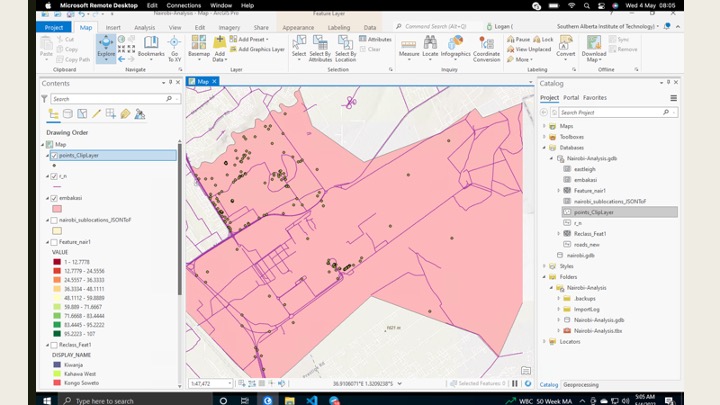 Microsoft Remote Desktop Edit Connections Window Help
Wed 4 May 08:05
Nairobi-Analysis - Map - ArcGIS Pro
Feature Layer
Command Search (Alt+Q)
Logan (
Southern Alberta Institute of Technology)
Project Map Insert Analysis View Edit Imagery Share Appearance Labeling Data
Paste
Cut
Copy
Copy Path
Explore
Bookmarks
Go To XY
Basemap
Add Data
Add Preset
Add Graphics Layer
Select
Select By Attributes
Select By Location
Attributes
Clear
Measure
Locate
Infographics
Coordinate Conversion
Pause Lock
View Unplaced
More
Convert
Download Map
Sync
Remove
Clipboard Navigate Layer Selection Inquiry Labeling Offline
Contents
Search
Drawing Order
Map
points_ClipLayer
r_n
embakasi
nairobi_sublocations_JSONToF
Feature_nair1
VALUE
1 - 12.7778
12.7779 - 24.5556
24.5557 - 36.3333
36.3334 - 48.1111
48.1112 - 59.8889
59.889 - 71.6667
71.6668 - 83.4444
83.4445 - 95.2222
95.2223 - 107
Reclass_Feat1
DISPLAY_NAME
Kiwanja
Kahawa West
Kongo Soweto
Map
1:47,472
36.9106071°E 1.3209238°S
Selected Features: 0
Catalog
Project Portal Favorites
Search Project
Maps
Toolboxes
Databases
Nairobi-Analysis.gdb
eastleigh
embakasi
Feature_nair1
nairobi_sublocations_JSONToF
points_ClipLayer
r_n
Reclass_Feat1
roads_new
nairobi.gdb
Styles
Folders
Nairobi-Analysis
.backups
ImportLog
Nairobi-Analysis.gdb
Nairobi-Analysis.tbx
Locators
Catalog Geoprocessing
Type here to search
WBC 50 Week MA
5:05 AM